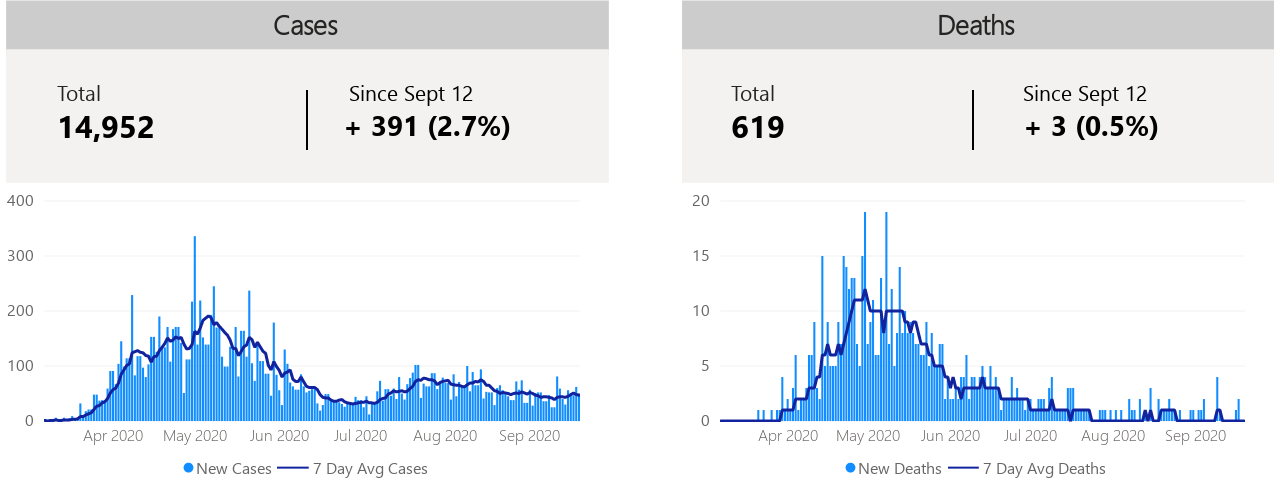 Cases
Total
Since Sept 12
14,952
+ 391 (2.7%)
400
300
200
100
0
Apr 2020 May 2020 Jun 2020 Jul 2020 Aug 2020 Sep 2020
New Cases 7 Day Avg Cases
Deaths
Total
Since Sept 12
619
+ 3 (0.5%)
20
15
10
5
0
Apr 2020 May 2020 Jun 2020 Jul 2020 Aug 2020 Sep 2020
New Deaths 7 Day Avg Deaths